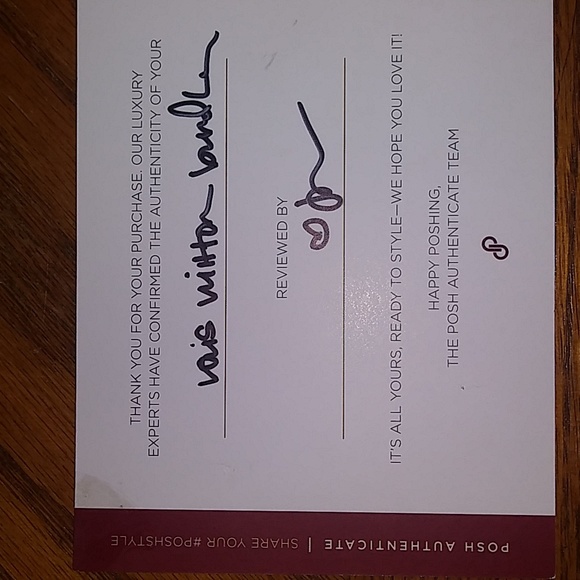 THANK YOU FOR YOUR PURCHASE. OUR LUXURY
EXPERTS HAVE CONFIRMED THE AUTHENTICITY OF YOUR
louis vuitton bandeau
REVIEWED BY
IT'S ALL YOURS, READY TO STYLE—WE HOPE YOU LOVE IT!
HAPPY POSHING,
THE POSH AUTHENTICATE TEAM
POSH AUTHENTICATE | SHARE YOUR #POSHSTYLE